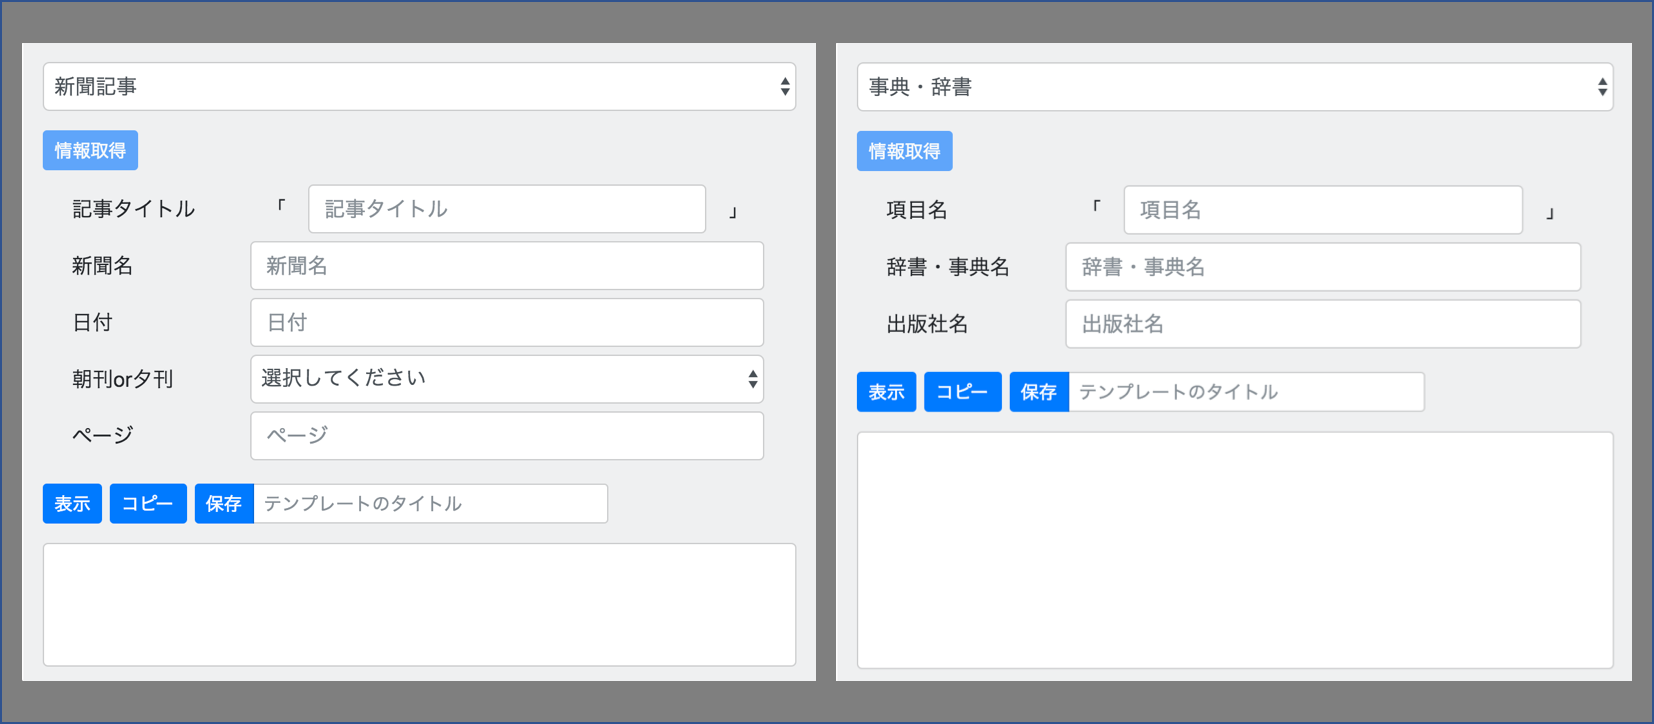 新聞記事
情報取得
記事タイトル 「 記事タイトル 」
新聞名 新聞名
日付 日付
朝刊or夕刊 選択してください
ページ ページ
表示 コピー 保存 テンプレートのタイトル
事典・辞書
情報取得
項目名 「 項目名 」
辞書・事典名 辞書・事典名
出版社名 出版社名
表示 コピー 保存 テンプレートのタイトル